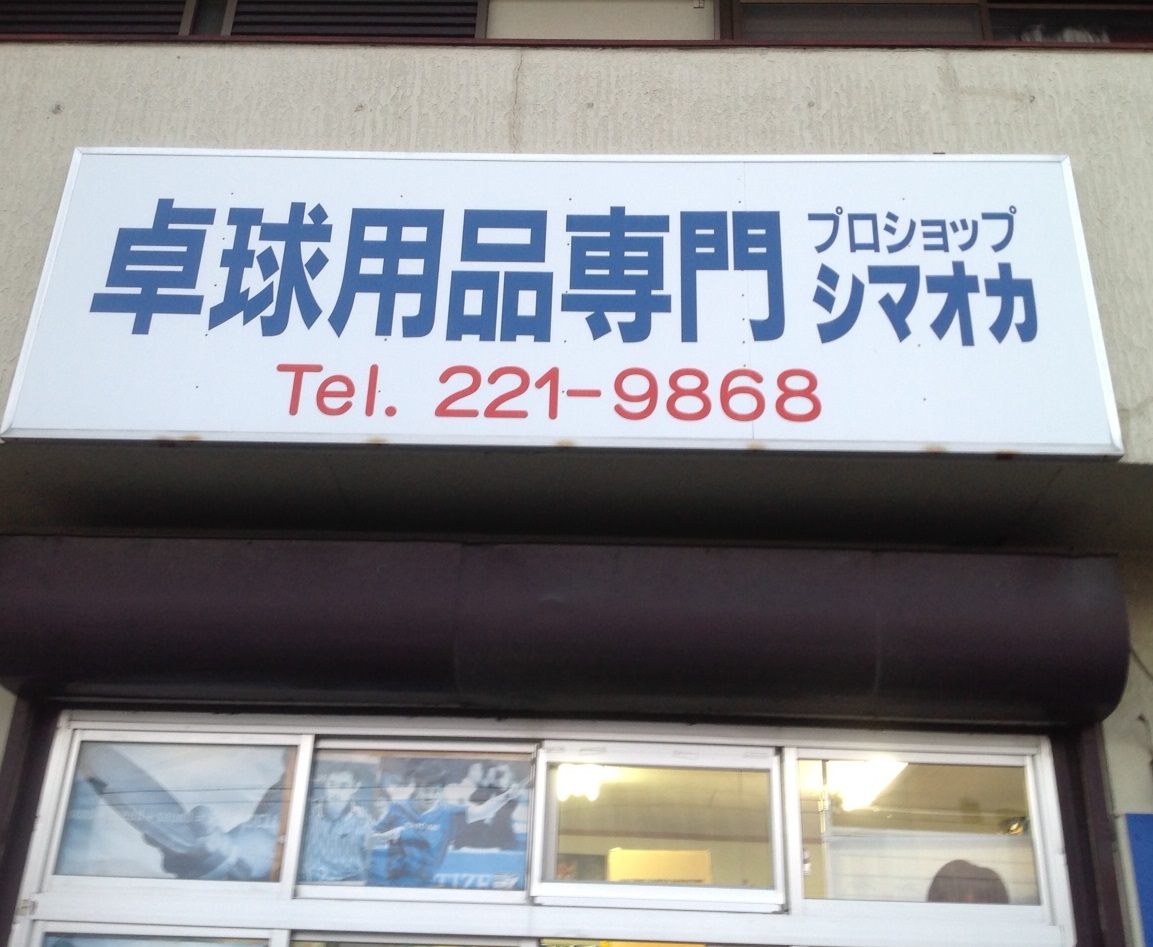 卓球用品専門
プロショップ
シマオカ
Tel. 221-9868